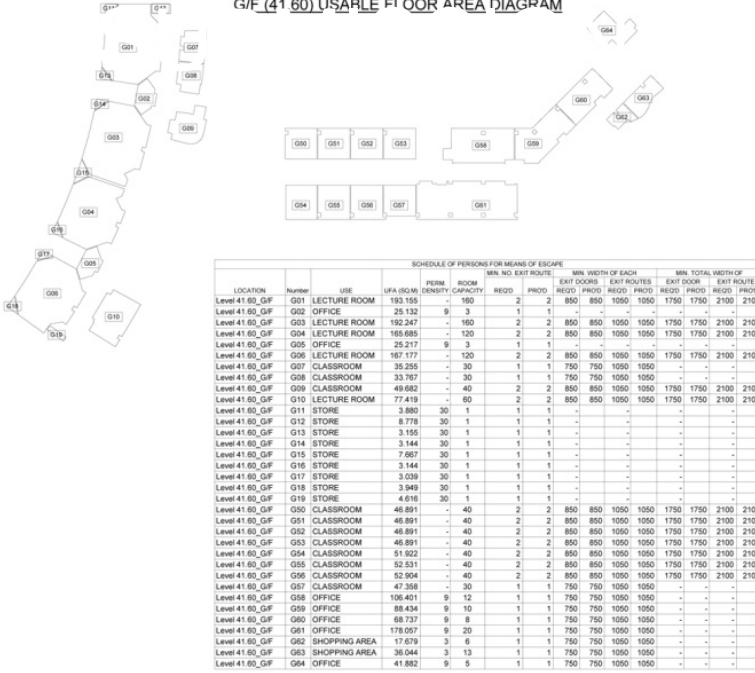 G/F (41.60) USABLE FLOOR AREA DIAGRAM
G64
G01
G07
G13
G08
G14
G02
G60
G63
G03
G09
G62
G50 G51 G52 G53
G58
G59
G15
G54 G55 G56 G57
G61
G04
G16
G17
G05
G06
G18
G10
G19
SCHEDULE OF PERSONS FOR MEANS OF ESCAPE
MIN. NO. EXIT ROUTE MIN. WIDTH OF EACH MIN. TOTAL WIDTH OF
PERM. ROOM EXIT DOORS EXIT ROUTES EXIT DOOR EXIT ROUTE
LOCATION Number USE UFA (SQ.M) DENSITY CAPACITY REQ'D PROV'D REQ'D PROV'D REQ'D PROV'D REQ'D PROV'D REQ'D
Level 41.60_G/F G01 LECTURE ROOM 193.155 - 160 2 2 850 850 1050 1050 1750 1750 2100 210
Level 41.60_G/F G02 OFFICE 25.132 9 3 1 1 - - - - - - -
Level 41.60_G/F G03 LECTURE ROOM 192.247 - 160 2 2 850 850 1050 1050 1750 1750 2100 210
Level 41.60_G/F G04 LECTURE ROOM 165.685 - 120 2 2 850 850 1050 1050 1750 1750 2100 210
Level 41.60_G/F G05 OFFICE 25.217 9 3 1 1 - - - - - - -
Level 41.60_G/F G06 LECTURE ROOM 167.177 - 120 2 2 850 850 1050 1050 1750 1750 2100 210
Level 41.60_G/F G07 CLASSROOM 35.255 - 30 1 1 750 750 1050 1050 - - -
Level 41.60_G/F G08 CLASSROOM 33.767 - 30 1 1 750 750 1050 1050 - - -
Level 41.60_G/F G09 CLASSROOM 49.682 - 40 2 2 850 850 1050 1050 1750 1750 2100 210
Level 41.60_G/F G10 LECTURE ROOM 77.419 - 60 2 2 850 850 1050 1050 1750 1750 2100 210
Level 41.60_G/F G11 STORE 3.880 30 1 1 1 - - - -
Level 41.60_G/F G12 STORE 8.778 30 1 1 1 - - - -
Level 41.60_G/F G13 STORE 3.155 30 1 1 1 - - - -
Level 41.60_G/F G14 STORE 3.144 30 1 1 1 - - - -
Level 41.60_G/F G15 STORE 7.667 30 1 1 1 - - - -
Level 41.60_G/F G16 STORE 3.144 30 1 1 1 - - - -
Level 41.60_G/F G17 STORE 3.039 30 1 1 1 - - - -
Level 41.60_G/F G18 STORE 3.949 30 1 1 1 - - - -
Level 41.60_G/F G19 STORE 4.616 30 1 1 1 - - - -
Level 41.60_G/F G50 CLASSROOM 46.891 - 40 2 2 850 850 1050 1050 1750 1750 2100 210
Level 41.60_G/F G51 CLASSROOM 46.891 - 40 2 2 850 850 1050 1050 1750 1750 2100 210
Level 41.60_G/F G52 CLASSROOM 46.891 - 40 2 2 850 850 1050 1050 1750 1750 2100 210
Level 41.60_G/F G53 CLASSROOM 46.891 - 40 2 2 850 850 1050 1050 1750 1750 2100 210
Level 41.60_G/F G54 CLASSROOM 51.922 - 40 2 2 850 850 1050 1050 1750 1750 2100 210
Level 41.60_G/F G55 CLASSROOM 52.531 - 40 2 2 850 850 1050 1050 1750 1750 2100 210
Level 41.60_G/F G56 CLASSROOM 52.904 - 40 2 2 850 850 1050 1050 1750 1750 2100 210
Level 41.60_G/F G57 CLASSROOM 47.358 - 30 1 1 750 750 1050 1050 - - -
Level 41.60_G/F G58 OFFICE 106.401 9 12 1 1 750 750 1050 1050 - - -
Level 41.60_G/F G59 OFFICE 88.434 9 10 1 1 750 750 1050 1050 - - -
Level 41.60_G/F G60 OFFICE 68.737 9 8 1 1 750 750 1050 1050 - - -
Level 41.60_G/F G61 OFFICE 178.057 9 20 1 1 750 750 1050 1050 - - -
Level 41.60_G/F G62 SHOPPING AREA 17.679 3 6 1 1 750 750 1050 1050 - - -
Level 41.60_G/F G63 SHOPPING AREA 36.044 3 13 1 1 750 750 1050 1050 - - -
Level 41.60_G/F G64 OFFICE 41.882 9 5 1 1 750 750 1050 1050 - - -